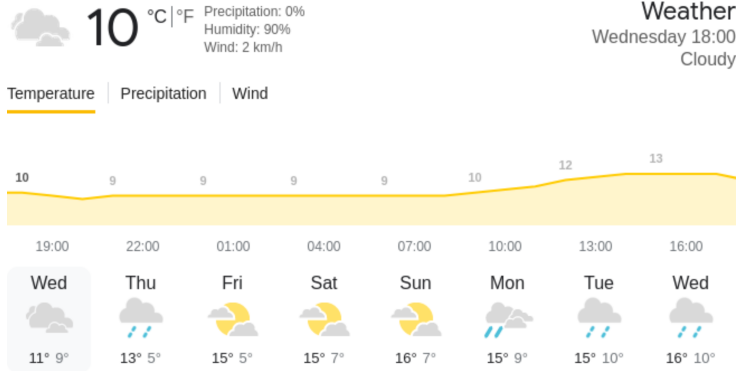 10 °C|°F
Precipitation: 0%
Humidity: 90%
Wind: 2 km/h
Weather
Wednesday 18:00
Cloudy
Temperature | Precipitation | Wind
10 9 9 9 9 10 12 13
19:00 22:00 01:00 04:00 07:00 10:00 13:00 16:00
Wed Thu Fri Sat Sun Mon Tue Wed
11° 9° 13° 5° 15° 5° 15° 7° 16° 7° 15° 9° 15° 10° 16° 10°